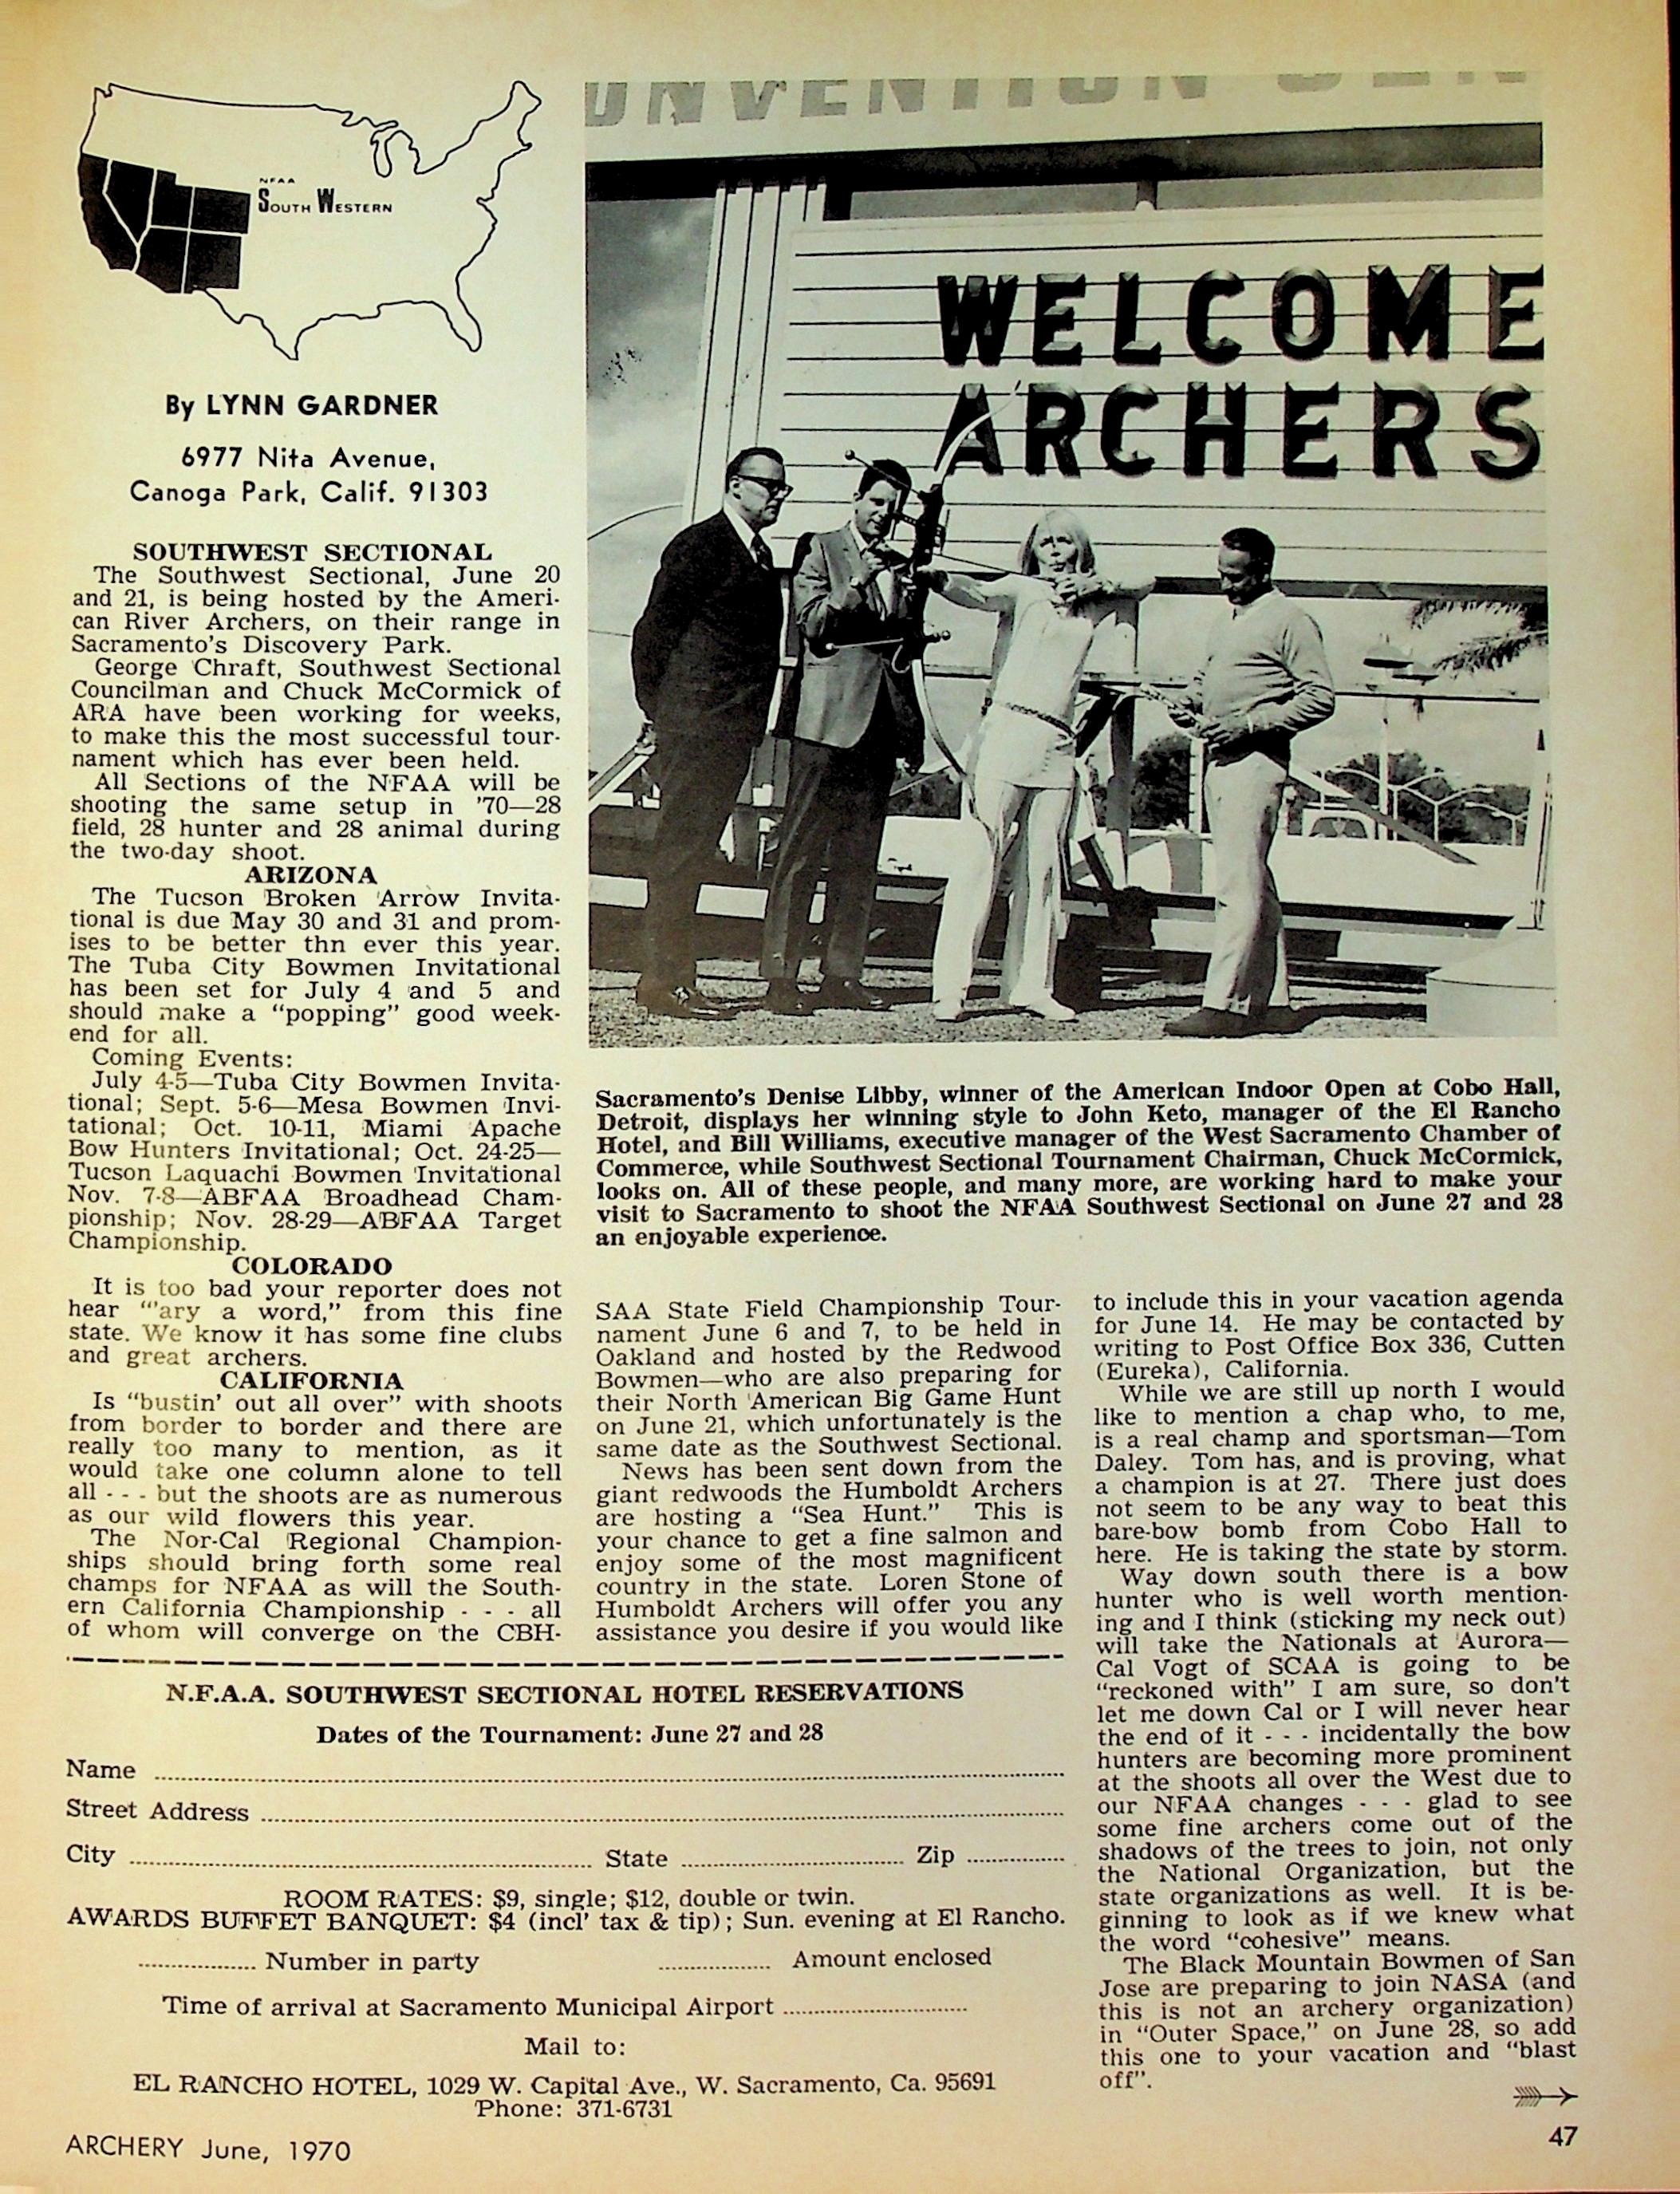 NFAA
SOUTH WESTERN
By LYNN GARDNER
6977 Nita Avenue,
Canoga Park, Calif. 91303
SOUTHWEST SECTIONAL
The Southwest Sectional, June 20
and 21, is being hosted by the Ameri-
can River Archers, on their range in
Sacramento's Discovery Park.
George Chraft, Southwest Sectional
Councilman and Chuck McCormick of
ARA have been working for weeks,
to make this the most successful tour-
nament which has ever been held.
All Sections of the NFAA will be
shooting the same setup in '70—28
field, 28 hunter and 28 animal during
the two-day shoot.
ARIZONA
The Tucson Broken Arrow Invita-
tional is due May 30 and 31 and prom-
ises to be better thn ever this year.
The Tuba City Bowmen Invitational
has been set for July 4 and 5 and
should make a "popping" good week-
end for all.
Coming Events:
July 4-5—Tuba City Bowmen Invita-
tional; Sept. 5-6—Mesa Bowmen Invi-
tational; Oct. 10-11, Miami Apache
Bow Hunters Invitational; Oct. 24-25—
Tucson Laquachi Bowmen Invitational
Nov. 7-8—ABFAA Broadhead Cham-
pionship; Nov. 28-29—ABFAA Target
Championship.
COLORADO
It is too bad your reporter does not
hear "'ary a word," from this fine
state. We know it has some fine clubs
and great archers.
CALIFORNIA
Is "bustin' out all over" with shoots
from border to border and there are
really too many to mention, as it
would take one column alone to tell
all - - - but the shoots are as numerous
as our wild flowers this year.
The Nor-Cal Regional Champion-
ships should bring forth some real
champs for NFAA as will the South-
ern California Championship - - - all
of whom will converge on the CBH-
UNVENTION CEN
WELCOME
ARCHERS
Sacramento's Denise Libby, winner of the American Indoor Open at Cobo Hall,
Detroit, displays her winning style to John Keto, manager of the El Rancho
Hotel, and Bill Williams, executive manager of the West Sacramento Chamber of
Commerce, while Southwest Sectional Tournament Chairman, Chuck McCormick,
looks on. All of these people, and many more, are working hard to make your
visit to Sacramento to shoot the NFAA Southwest Sectional on June 27 and 28
an enjoyable experience.
SAA State Field Championship Tour-
nament June 6 and 7, to be held in
Oakland and hosted by the Redwood
Bowmen—who are also preparing for
their North American Big Game Hunt
on June 21, which unfortunately is the
same date as the Southwest Sectional.
News has been sent down from the
giant redwoods the Humboldt Archers
are hosting a "Sea Hunt." This is
your chance to get a fine salmon and
enjoy some of the most magnificent
country in the state. Loren Stone of
Humboldt Archers will offer you any
assistance you desire if you would like
to include this in your vacation agenda
for June 14. He may be contacted by
writing to Post Office Box 336, Cutten
(Eureka), California.
While we are still up north I would
like to mention a chap who, to me,
is a real champ and sportsman—Tom
Daley. Tom has, and is proving, what
a champion is at 27. There just does
not seem to be any way to beat this
bare-bow bomb from Cobo Hall to
here. He is taking the state by storm.
Way down south there is a bow
hunter who is well worth mention-
ing and I think (sticking my neck out)
will take the Nationals at Aurora—
Cal Vogt of SCAA is going to be
"reckoned with" I am sure, so don't
let me down Cal or I will never hear
the end of it - - - incidentally the bow
hunters are becoming more prominent
at the shoots all over the West due to
our NFAA changes - - - glad to see
some fine archers come out of the
shadows of the trees to join, not only
the National Organization, but the
state organizations as well. It is be-
ginning to look as if we knew what
the word "cohesive" means.
The Black Mountain Bowmen of San
Jose are preparing to join NASA (and
this is not an archery organization)
in "Outer Space," on June 28, so add
this one to your vacation and "blast
off".
N.F.A.A. SOUTHWEST SECTIONAL HOTEL RESERVATIONS
Dates of the Tournament: June 27 and 28
Name
Street Address
City State Zip
ROOM RATES: $9, single; $12, double or twin.
AWARDS BUFFET BANQUET: $4 (incl' tax & tip); Sun. evening at El Rancho.
Number in party Amount enclosed
Time of arrival at Sacramento Municipal Airport
Mail to:
EL RANCHO HOTEL, 1029 W. Capital Ave., W. Sacramento, Ca. 95691
Phone: 371-6731
ARCHERY June, 1970
47